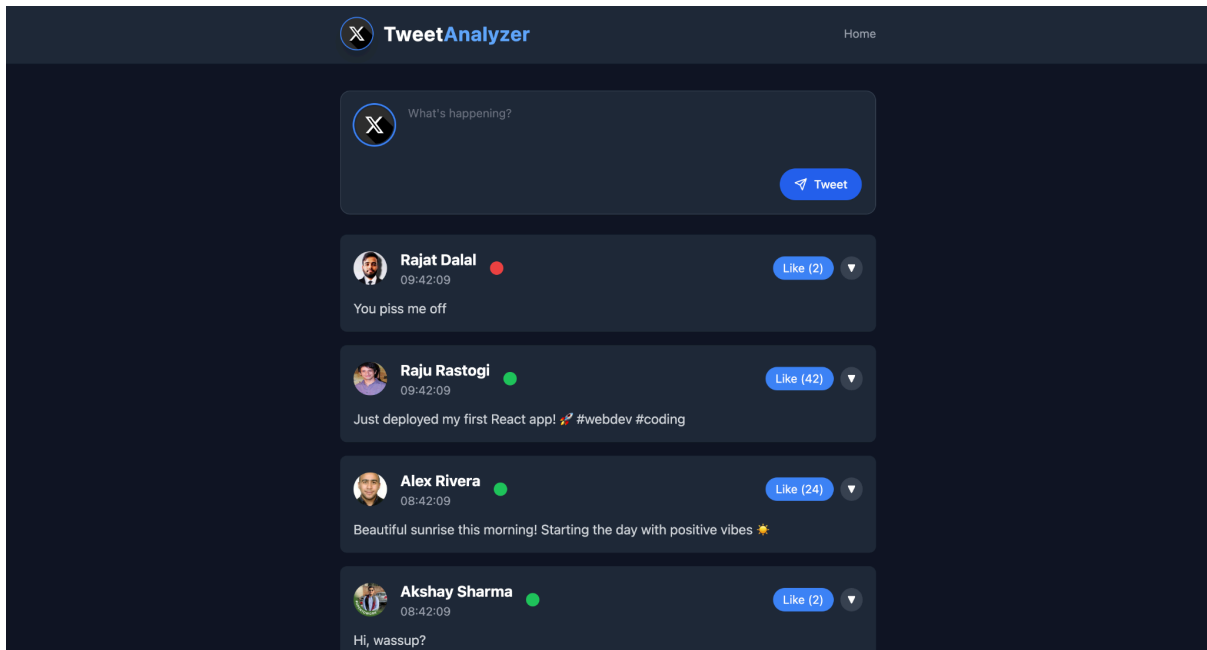 TweetAnalyzer
Home
What's happening?
Tweet
Rajat Dalal
09:42:09
Like (2)
You piss me off
Raju Rastogi
09:42:09
Like (42)
Just deployed my first React app! 🚀 #webdev #coding
Alex Rivera
08:42:09
Like (24)
Beautiful sunrise this morning! Starting the day with positive vibes ☀️
Akshay Sharma
08:42:09
Like (2)
Hi, wassup?